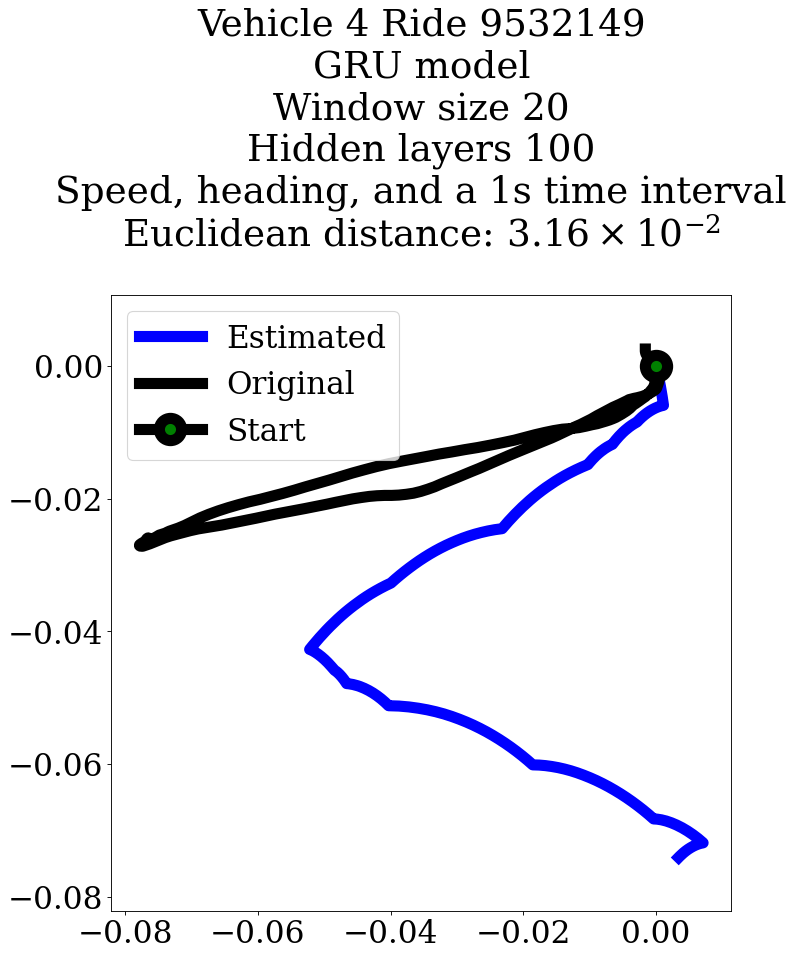 Vehicle 4 Ride 9532149
GRU model
Window size 20
Hidden layers 100
Speed, heading, and a 1s time interval
Euclidean distance: 3.16 × 10⁻²
Estimated
Original
Start
0.00
−0.02
−0.04
−0.06
−0.08
−0.08 −0.06 −0.04 −0.02 0.00